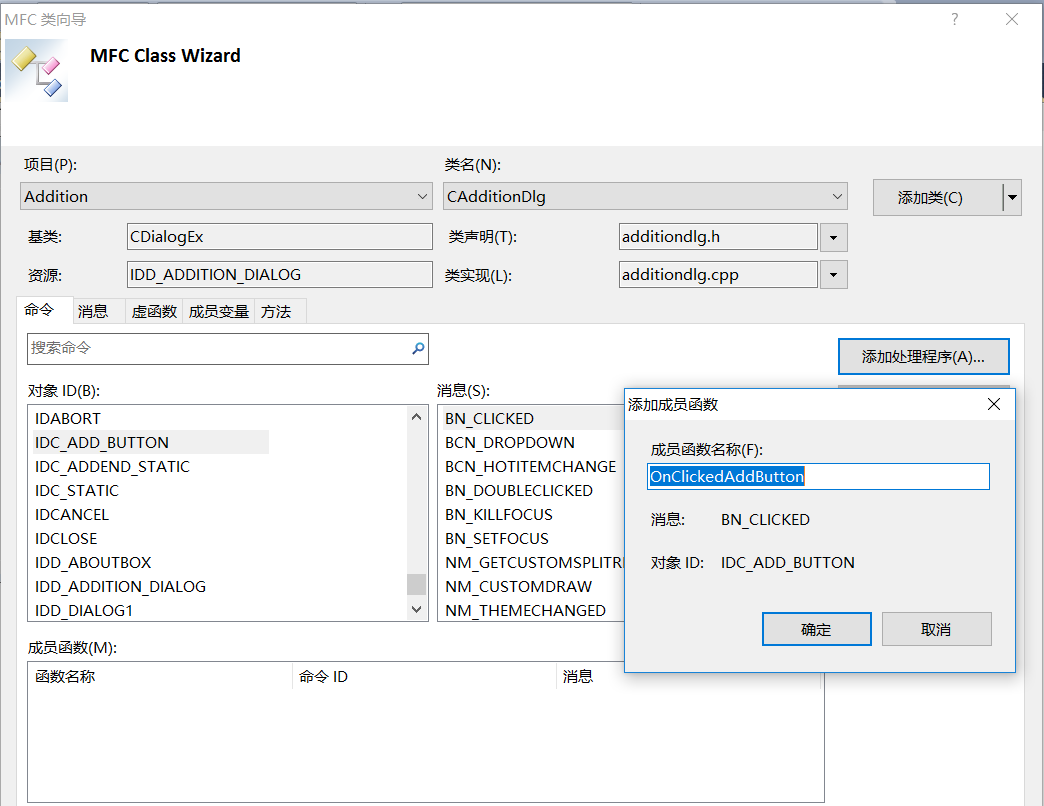 MFC 类向导
MFC Class Wizard
项目(P):
类名(N):
Addition
CAdditionDlg
添加类(C)
基类:
CDialogEx
类声明(T):
additiondlg.h
资源:
IDD_ADDITION_DIALOG
类实现(L):
additiondlg.cpp
命令 消息 虚函数 成员变量 方法
搜索命令
添加处理程序(A)...
对象 ID(B):
IDABORT
IDC_ADD_BUTTON
IDC_ADDEND_STATIC
IDC_STATIC
IDCANCEL
IDCLOSE
IDD_ABOUTBOX
IDD_ADDITION_DIALOG
IDD_DIALOG1
消息(S):
BN_CLICKED
BCN_DROPDOWN
BCN_HOTITEMCHANGE
BN_DOUBLECLICKED
BN_KILLFOCUS
BN_SETFOCUS
NM_GETCUSTOMSPLITR
NM_CUSTOMDRAW
NM_THEMECHANGED
添加成员函数
成员函数名称(F):
OnClickedAddButton
消息: BN_CLICKED
对象 ID: IDC_ADD_BUTTON
确定 取消
成员函数(M):
函数名称 命令 ID 消息